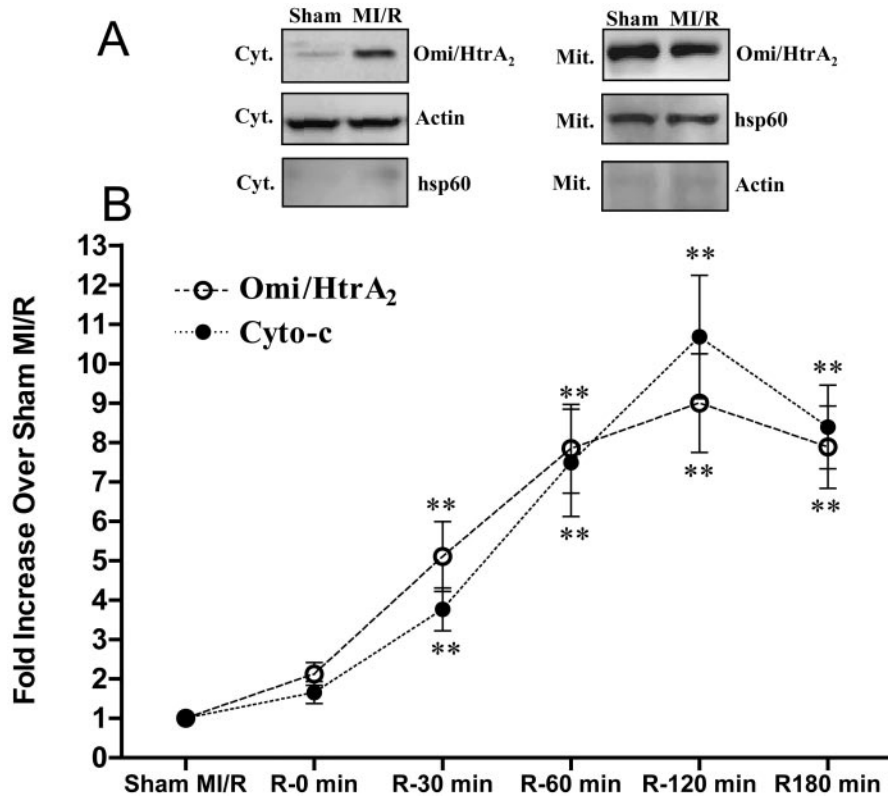 A
Sham MI/R
Cyt. Omi/HtrA₂
Cyt. Actin
Cyt. hsp60
Sham MI/R
Mit. Omi/HtrA₂
Mit. hsp60
Mit. Actin
B
Fold Increase Over Sham MI/R
13
12
11
10
9
8
7
6
5
4
3
2
1
0
Omi/HtrA₂
Cyto-c
**
**
**
**
**
**
**
**
Sham MI/R R-0 min R-30 min R-60 min R-120 min R180 min